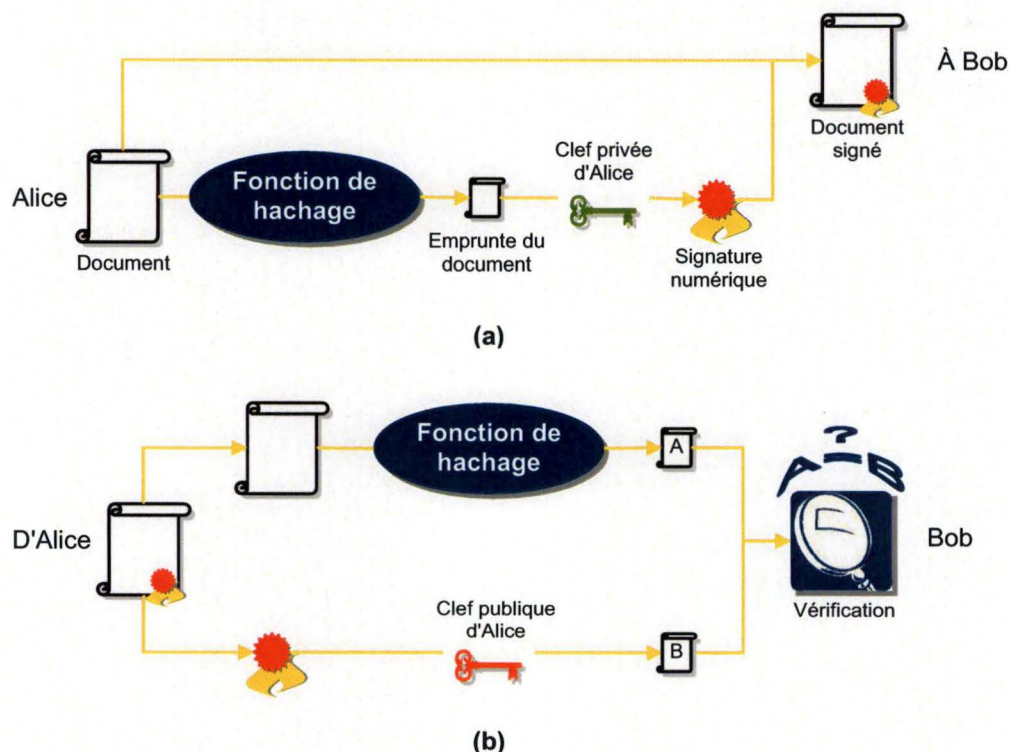 À Bob
Document
signé
Clef privée
d'Alice
Alice
Fonction de
hachage
Emprunte du
document
Signature
numérique
Document
(a)
Fonction de
hachage
A
?
A=B
D'Alice
Bob
Clef publique
d'Alice
Vérification
B
(b)